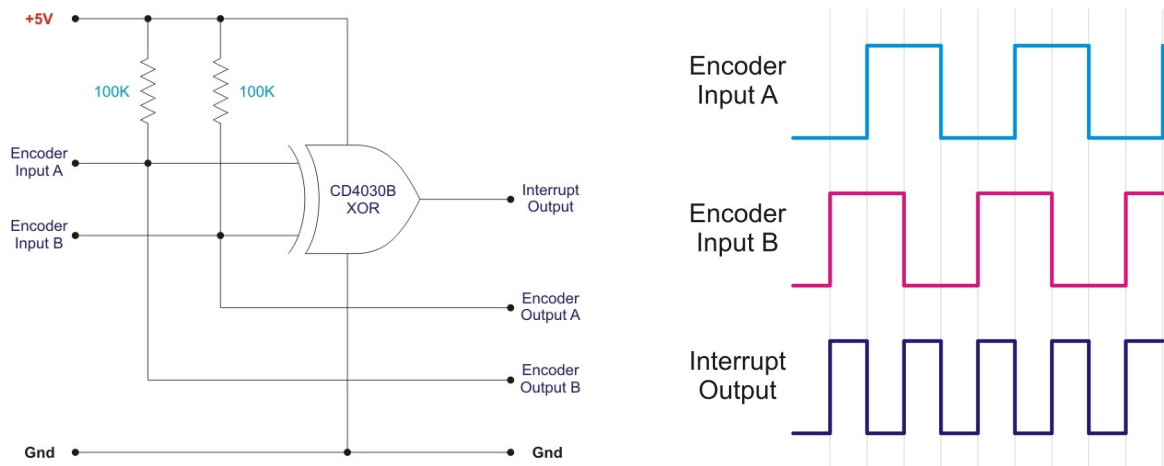 +5V
100K
100K
Encoder
Input A
Encoder
Input B
CD4030B
XOR
Interrupt
Output
Encoder
Output A
Encoder
Output B
Gnd
Gnd
Encoder
Input A
Encoder
Input B
Interrupt
Output